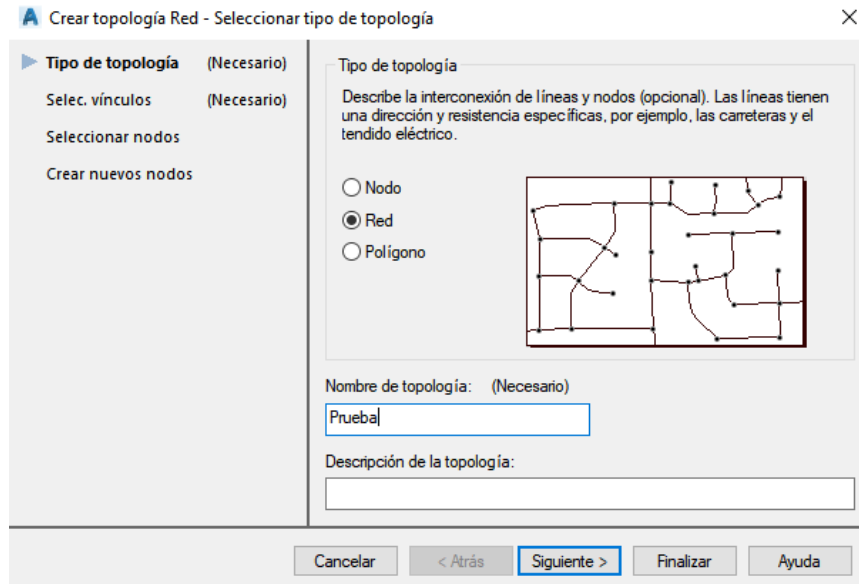 Crear topología Red - Seleccionar tipo de topología
Tipo de topología (Necesario)
Selec. vínculos (Necesario)
Seleccionar nodos
Crear nuevos nodos
Tipo de topología
Describe la interconexión de líneas y nodos (opcional). Las líneas tienen
una dirección y resistencia específicas, por ejemplo, las carreteras y el
tendido eléctrico.
Nodo
Red
Polígono
Nombre de topología: (Necesario)
Prueba
Descripción de la topología:
Cancelar < Atrás Siguiente > Finalizar Ayuda